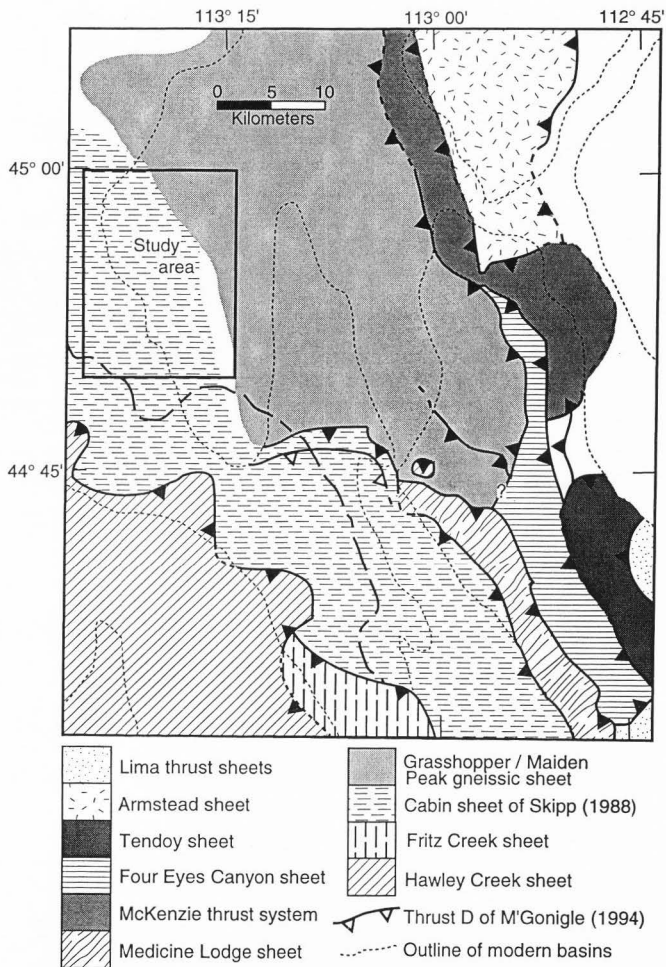 113° 15'
113° 00'
112° 45'
0 5 10
Kilometers
45° 00'
Study
area
44° 45'
?
Lima thrust sheets
Armstead sheet
Tendoy sheet
Four Eyes Canyon sheet
McKenzie thrust system
Medicine Lodge sheet
Grasshopper / Maiden
Peak gneissic sheet
Cabin sheet of Skipp (1988)
Fritz Creek sheet
Hawley Creek sheet
Thrust D of M'Gonigle (1994)
Outline of modern basins